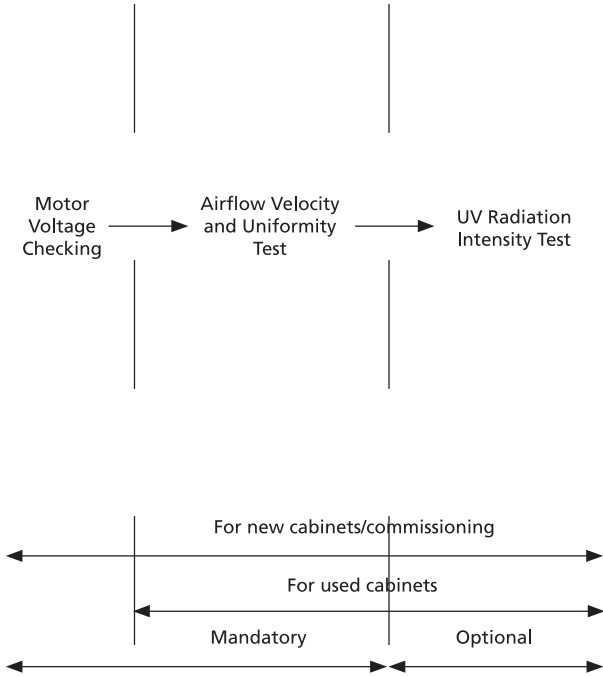 Motor
Voltage
Checking
Airflow Velocity
and Uniformity
Test
UV Radiation
Intensity Test
For new cabinets/commissioning
For used cabinets
Mandatory
Optional